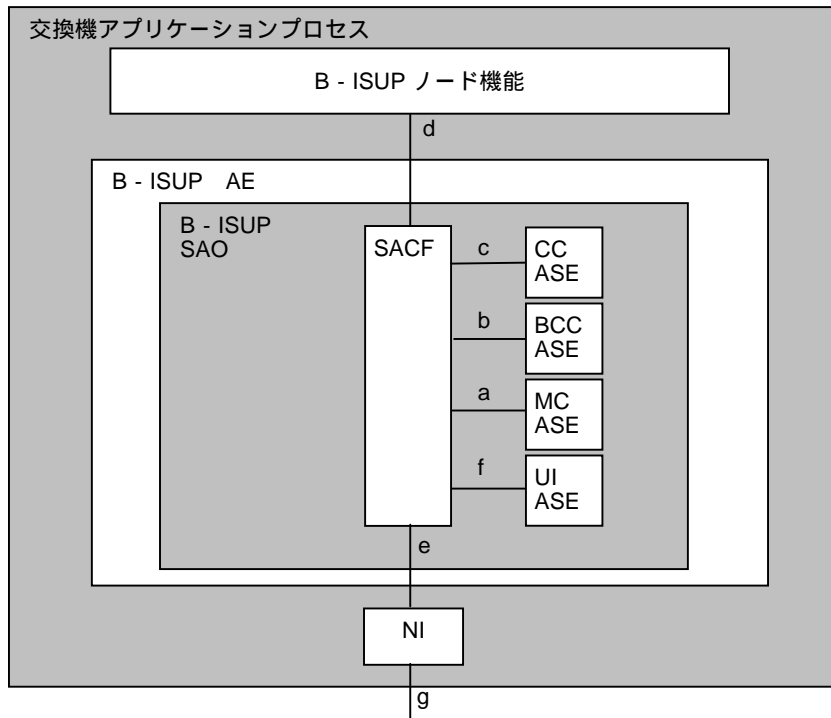 交換機アプリケーションプロセス
B - ISUP ノード機能
d
B - ISUP AE
B - ISUP
SAO
SACF
c
CC
ASE
b
BCC
ASE
a
MC
ASE
f
UI
ASE
e
NI
g